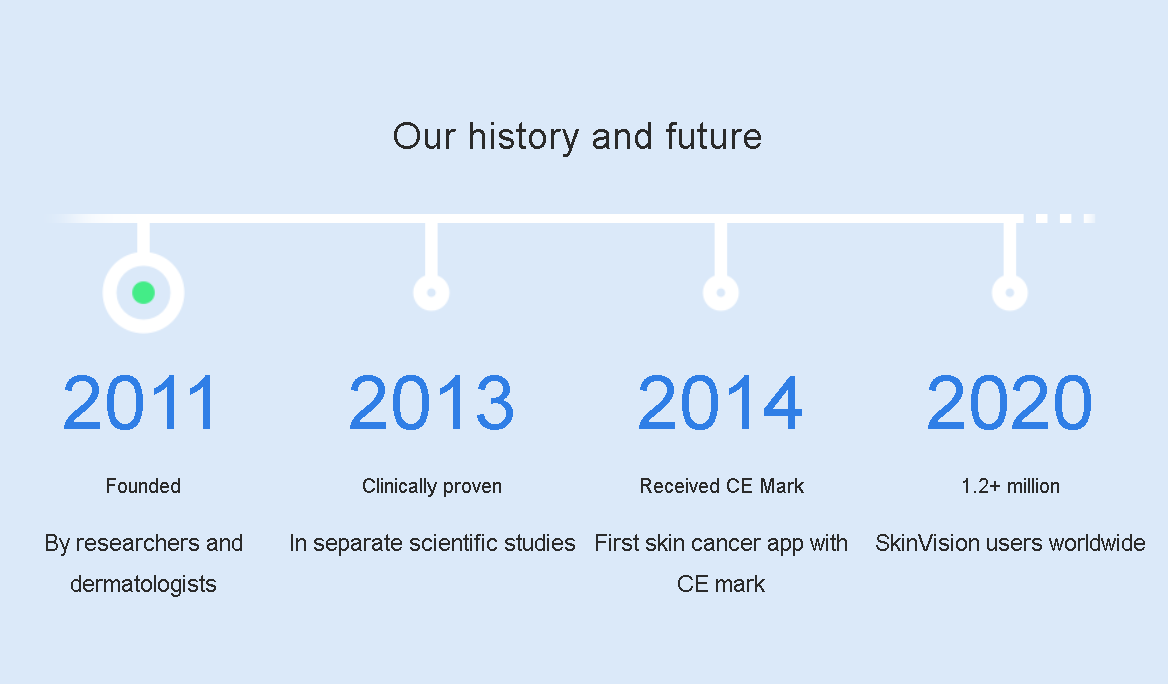 Our history and future
2011
2013
2014
2020
Founded
Clinically proven
Received CE Mark
1.2+ million
By researchers and
dermatologists
In separate scientific studies
First skin cancer app with
CE mark
SkinVision users worldwide